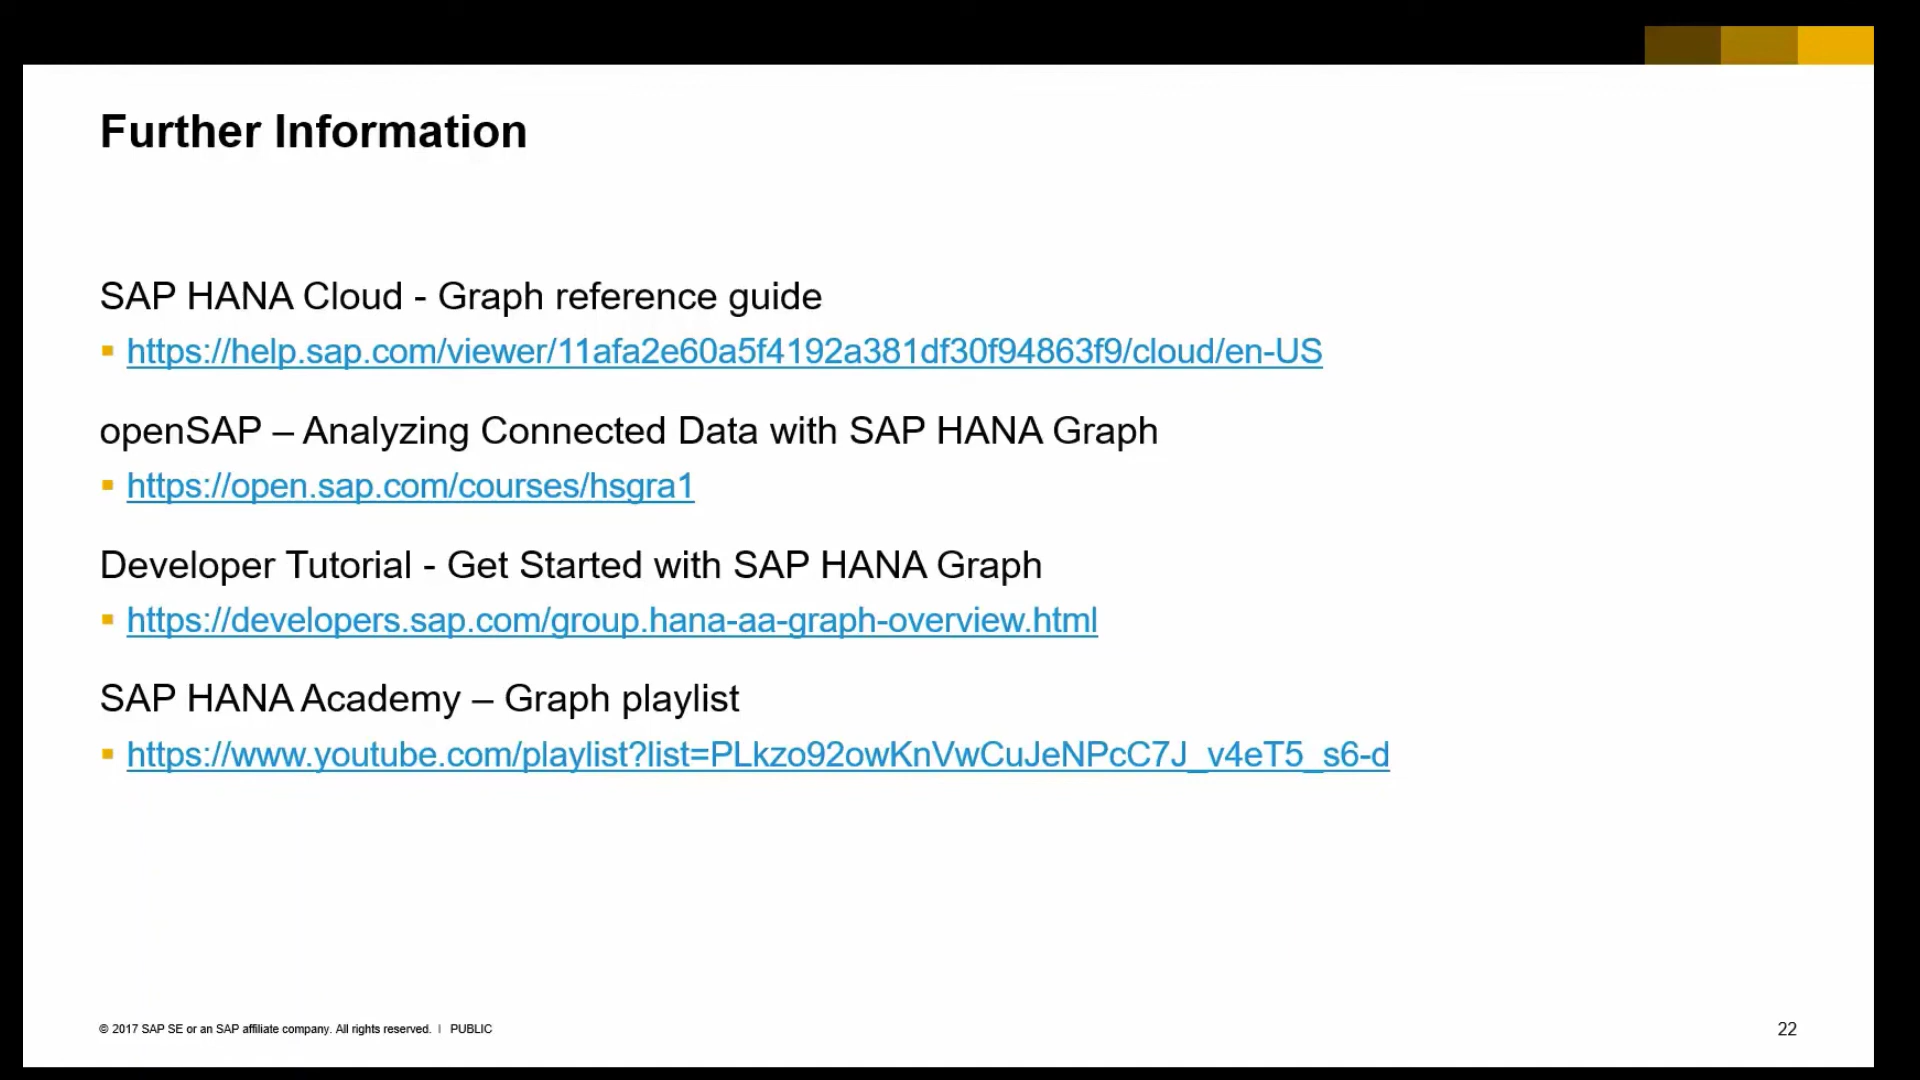 Further Information
SAP HANA Cloud - Graph reference guide
https://help.sap.com/viewer/11afa2e60a5f4192a381df30f94863f9/cloud/en-US
openSAP – Analyzing Connected Data with SAP HANA Graph
https://open.sap.com/courses/hsgra1
Developer Tutorial - Get Started with SAP HANA Graph
https://developers.sap.com/group.hana-aa-graph-overview.html
SAP HANA Academy – Graph playlist
https://www.youtube.com/playlist?list=PLkzo92owKnVwCuJeNPcC7J_v4eT5_s6-d
© 2017 SAP SE or an SAP affiliate company. All rights reserved. | PUBLIC
22